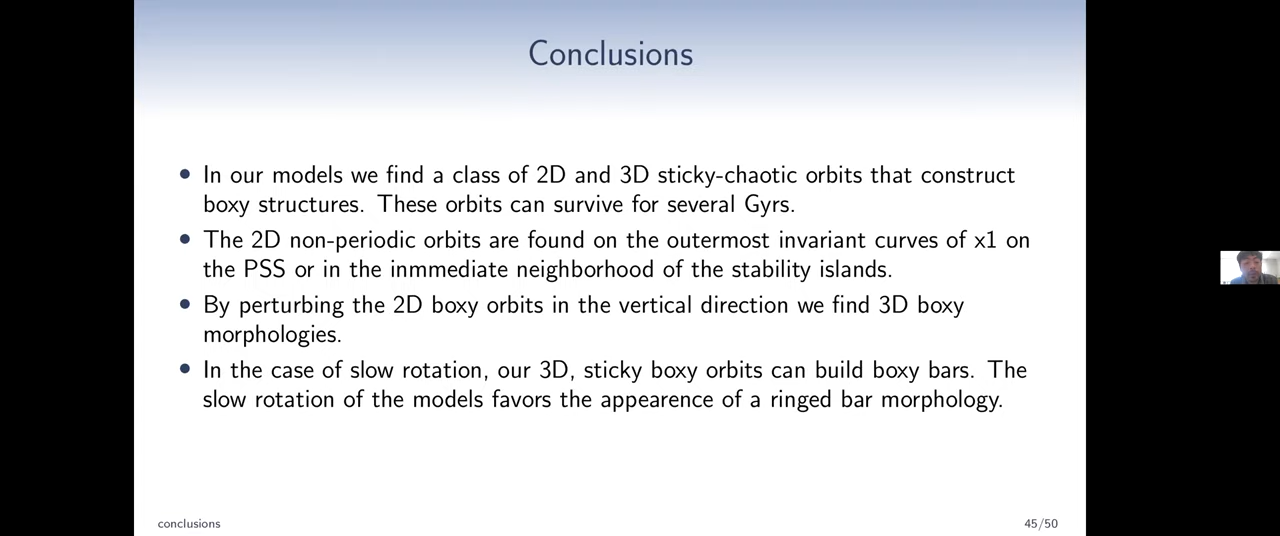 Conclusions
• In our models we find a class of 2D and 3D sticky-chaotic orbits that construct
boxy structures. These orbits can survive for several Gyrs.
• The 2D non-periodic orbits are found on the outermost invariant curves of x1 on
the PSS or in the inmmediate neighborhood of the stability islands.
• By perturbing the 2D boxy orbits in the vertical direction we find 3D boxy
morphologies.
• In the case of slow rotation, our 3D, sticky boxy orbits can build boxy bars. The
slow rotation of the models favors the appearence of a ringed bar morphology.
conclusions
45/50